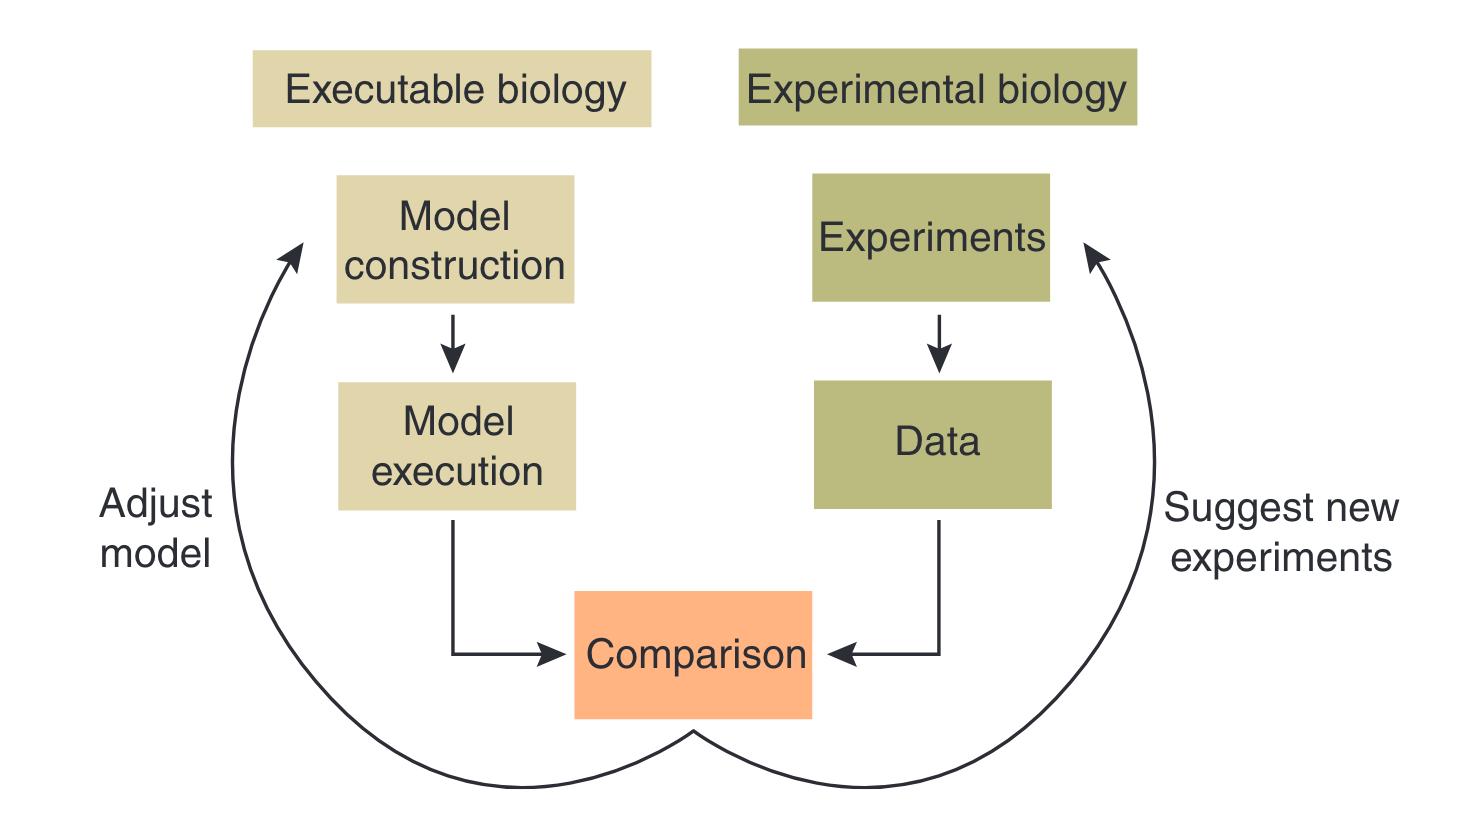 Executable biology
Experimental biology
Model
construction
Experiments
Model
execution
Data
Adjust
model
Suggest new
experiments
Comparison